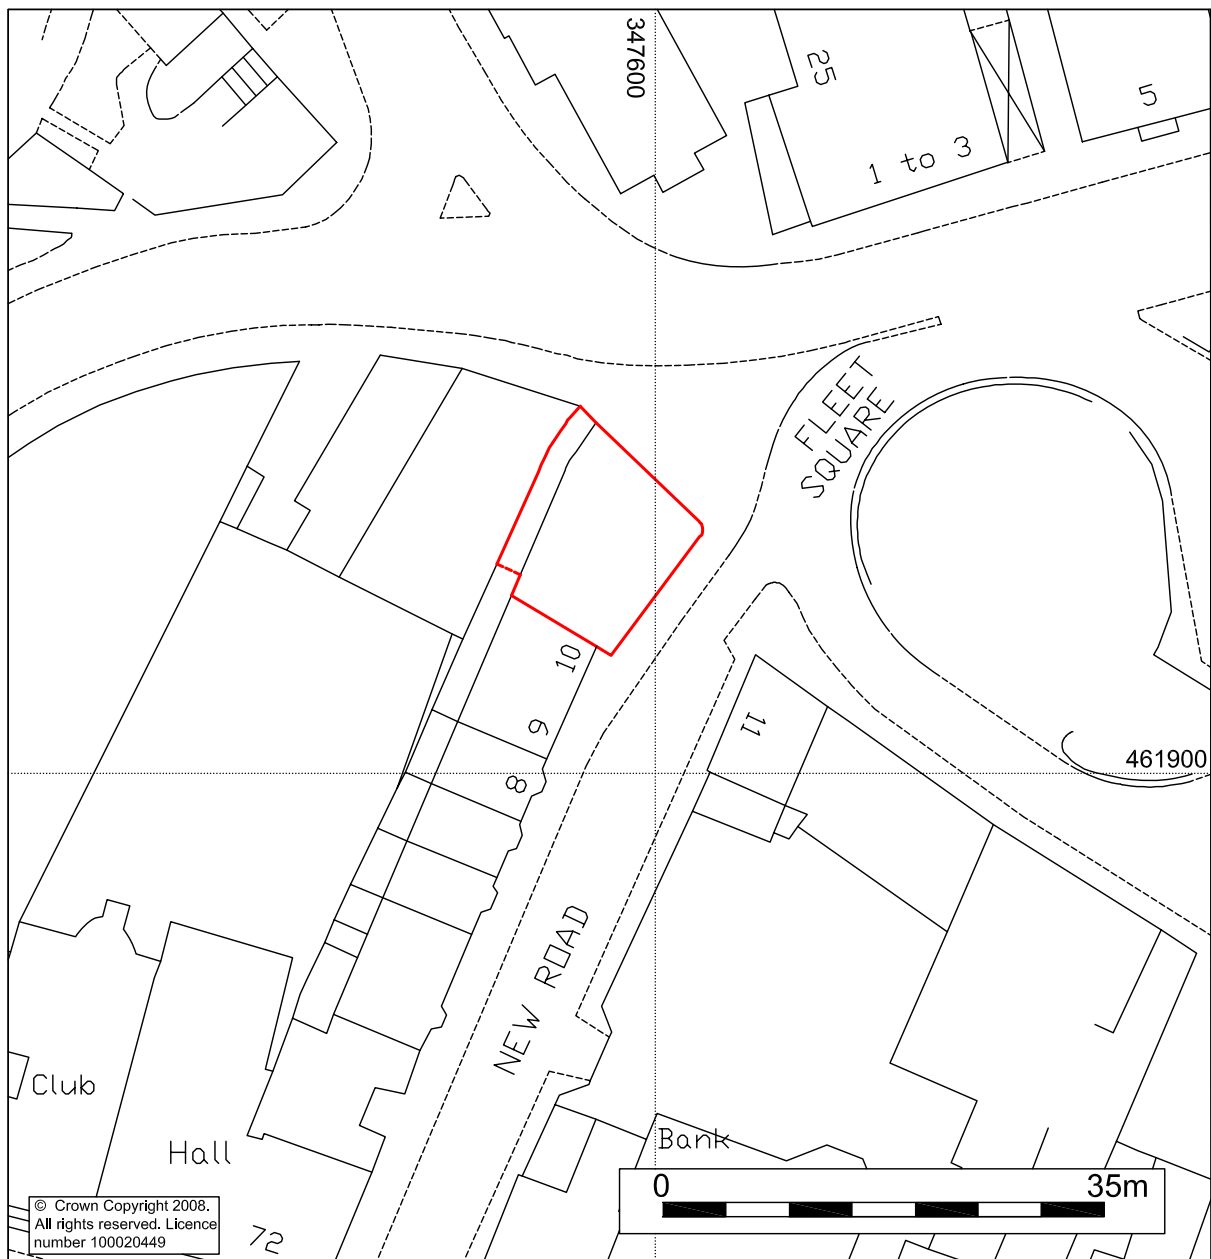 347600
25
5
1 to 3
FLEET
SQUARE
10
9
11
8
461900
NEW ROAD
Club
Hall
Bank
0 35m
© Crown Copyright 2008.
All rights reserved. Licence
number 100020449
72